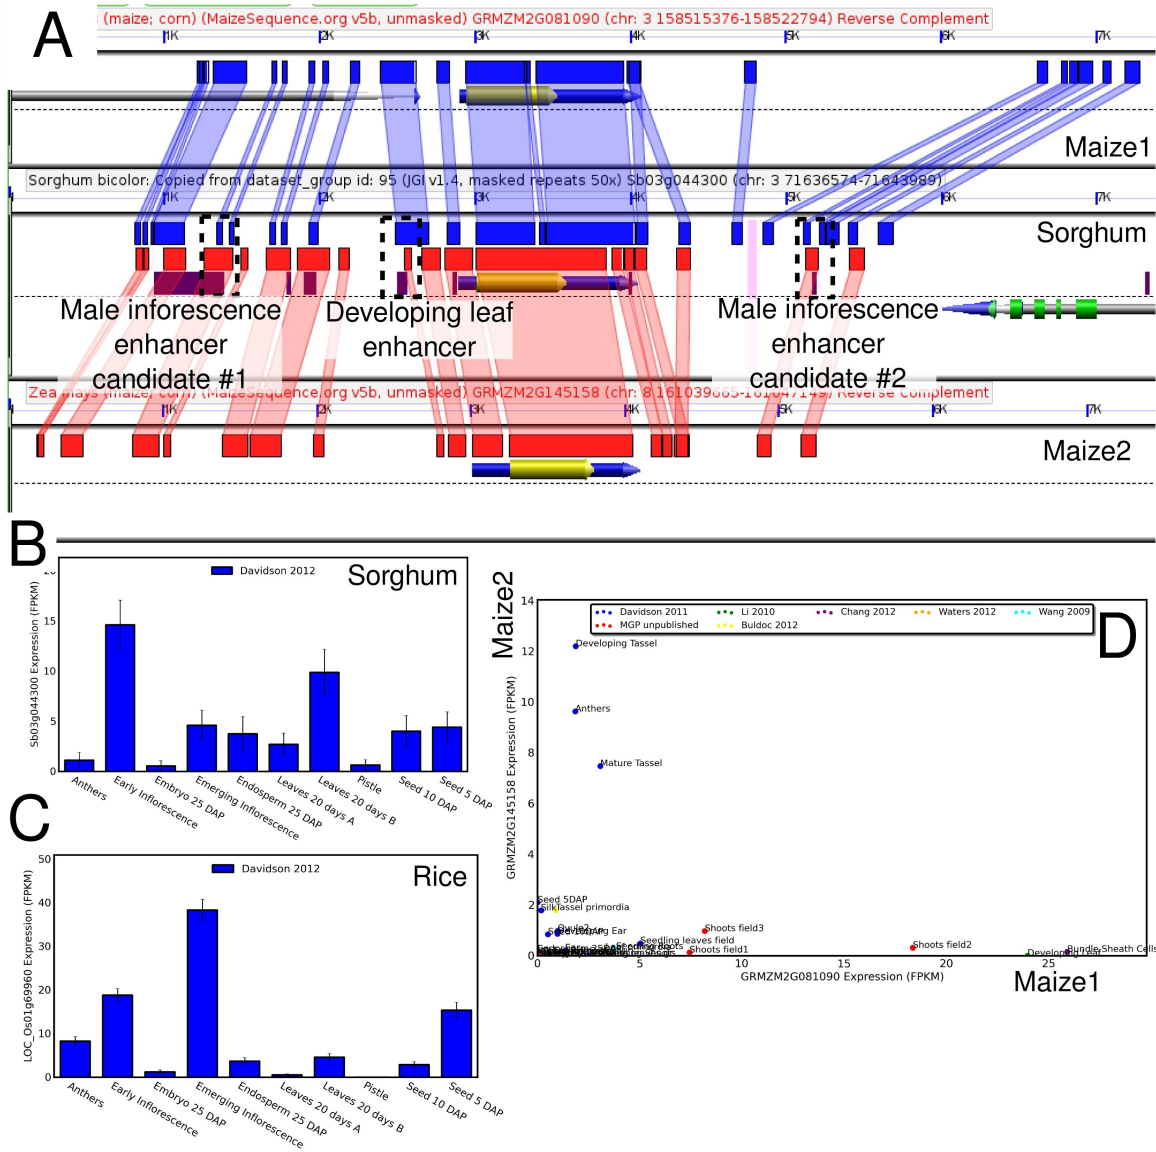 A
(maize; corn) (MaizeSequence.org v5b, unmasked) GRMZM2G081090 (chr: 3 158515376-158522794) Reverse Complement
1K 2K 3K 4K 5K 6K 7K
Maize1
Sorghum bicolor: Copied from dataset_group id: 95 (JGI v1.4, masked repeats 50x) Sb03g044300 (chr: 3 71636574-71643989)
1K 2K 3K 4K 5K 6K 7K
Sorghum
Male inforescence enhancer candidate #1
Developing leaf enhancer
Male inforescence enhancer candidate #2
Zea mays (maize; corn) (MaizeSequence.org v5b, unmasked) GRMZM2G145158 (chr: 8 161039665-161047149) Reverse Complement
1K 2K 3K 4K 5K 6K 7K
Maize2
B
Davidson 2012
Sorghum
Sb03g044300 Expression (FPKM)
20
15
10
5
0
Anthers
Early Inflorescence
Embryo 25 DAP
Emerging Inflorescence
Endosperm 25 DAP
Leaves 20 days A
Leaves 20 days B
Pistle
Seed 10 DAP
Seed 5 DAP
C
Davidson 2012
Rice
LOC_Os01g69960 Expression (FPKM)
50
40
30
20
10
0
Anthers
Early Inflorescence
Embryo 25 DAP
Emerging Inflorescence
Endosperm 25 DAP
Leaves 20 days A
Leaves 20 days B
Pistle
Seed 10 DAP
Seed 5 DAP
D
Maize2
GRMZM2G145158 Expression (FPKM)
Davidson 2011 Li 2010 Chang 2012 Waters 2012 Wang 2009
MGP unpublished Buldoc 2012
14
12
10
8
6
4
2
0
Developing Tassel
Anthers
Mature Tassel
Seed 5DAP
Silk
Tassel primordia
Shoots field3
Seedling leaves field
Shoots field1
Shoots field2
Developing Leaf
Bundle Sheath Cells
0 5 10 15 20 25
GRMZM2G081090 Expression (FPKM)
Maize1